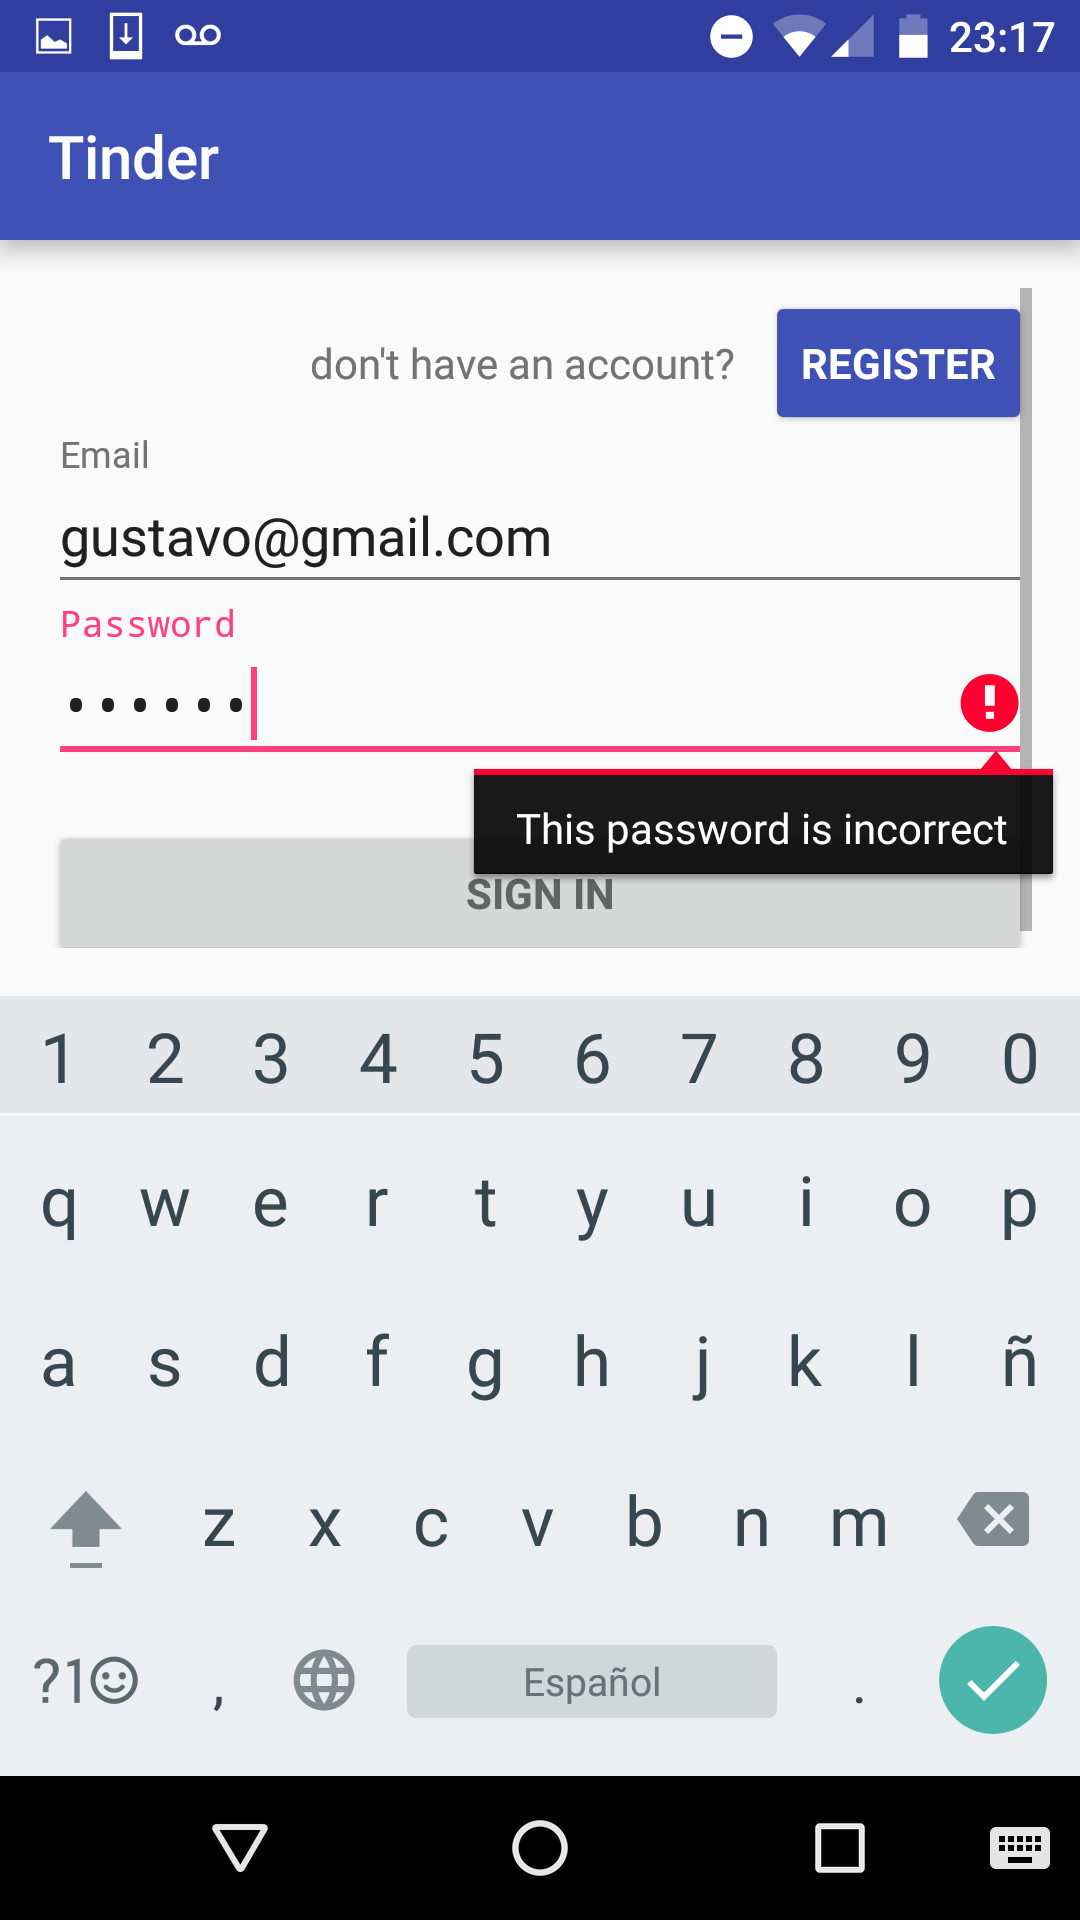 23:17
Tinder
don't have an account? REGISTER
Email
gustavo@gmail.com
Password
••••••
This password is incorrect
SIGN IN
1 2 3 4 5 6 7 8 9 0
q w e r t y u i o p
a s d f g h j k l ñ
z x c v b n m
?1☺ , Español .